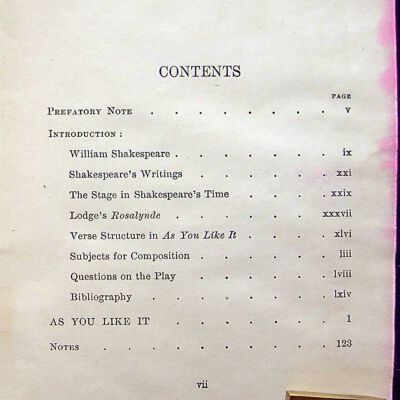 CONTENTS
PAGE
PREFATORY NOTE . . . . . . . v
INTRODUCTION :
William Shakespeare . . . . . . ix
Shakespeare's Writings . . . . . xxi
The Stage in Shakespeare's Time . . . . xxix
Lodge's Rosalynde . . . . . xxxvii
Verse Structure in As You Like It . . . . xlvi
Subjects for Composition . . . . . liii
Questions on the Play . . . . . lviii
Bibliography . . . . . . . lxiv
AS YOU LIKE IT . . . . . . 1
NOTES . . . . . . . . 123
vii